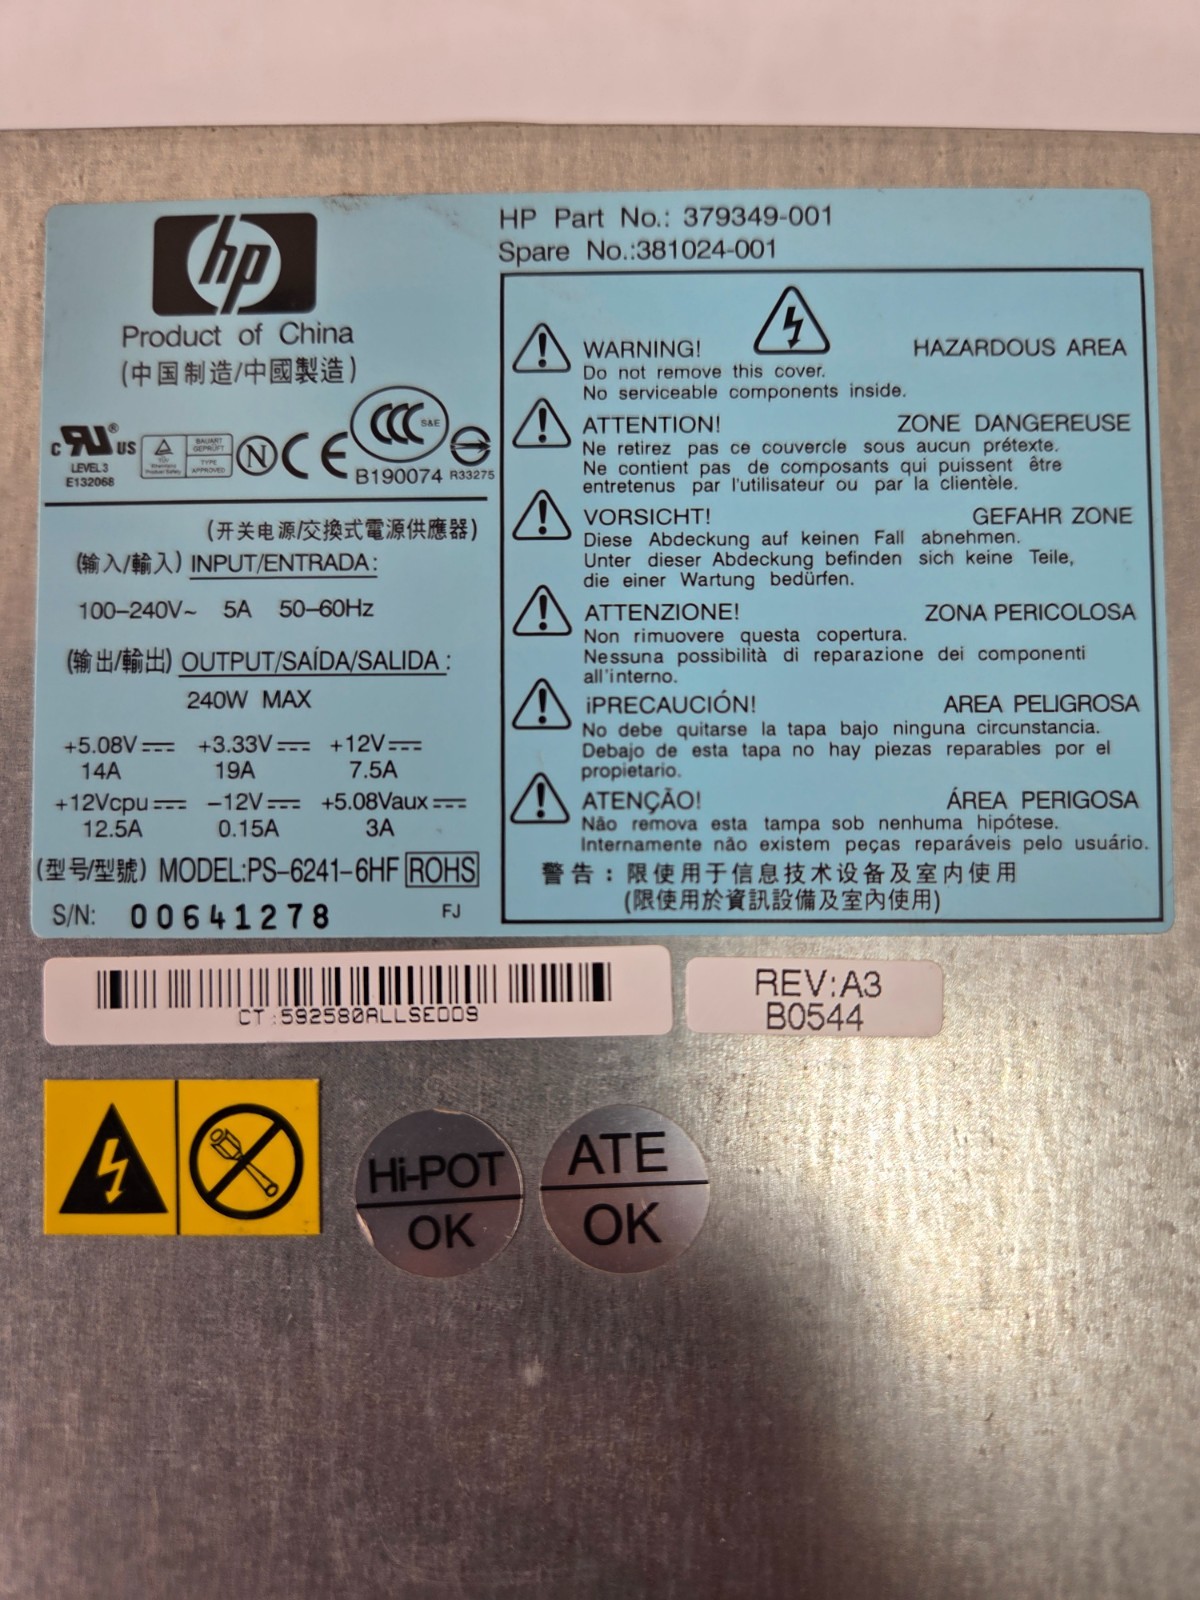 hp
Product of China
(中国制造/中國製造)
c RU® US
LEVEL 3
E132068
BAUART
GEPRÜFT
TYPE
APPROVED
N
CE
CCC S&E
B190074
R33275
(开关电源/交換式電源供應器)
(输入/輸入) INPUT/ENTRADA:
100–240V~ 5A 50–60Hz
(输出/輸出) OUTPUT/SAÍDA/SALIDA:
240W MAX
+5.08V +3.33V +12V
14A 19A 7.5A
+12Vcpu –12V +5.08Vaux
12.5A 0.15A 3A
(型号/型號) MODEL:PS–6241–6HF ROHS
S/N: 00641278 FJ
HP Part No.: 379349-001
Spare No.:381024-001
WARNING! HAZARDOUS AREA
Do not remove this cover.
No serviceable components inside.
ATTENTION! ZONE DANGEREUSE
Ne retirez pas ce couvercle sous aucun prétexte.
Ne contient pas de composants qui puissent être
entretenus par l'utilisateur ou par la clientèle.
VORSICHT! GEFAHR ZONE
Diese Abdeckung auf keinen Fall abnehmen.
Unter dieser Abdeckung befinden sich keine Teile,
die einer Wartung bedürfen.
ATTENZIONE! ZONA PERICOLOSA
Non rimuovere questa copertura.
Nessuna possibilità di reparazione dei componenti
all'interno.
¡PRECAUCIÓN! AREA PELIGROSA
No debe quitarse la tapa bajo ninguna circunstancia.
Debajo de esta tapa no hay piezas reparables por el
propietario.
ATENÇÃO! ÁREA PERIGOSA
Não remova esta tampa sob nenhuma hipótese.
Internamente não existem peças reparáveis pelo usuário.
警告：限使用于信息技术设备及室内使用
(限使用於資訊設備及室內使用)
CT:592580ALLSED09
REV:A3
B0544
Hi-POT
OK
ATE
OK